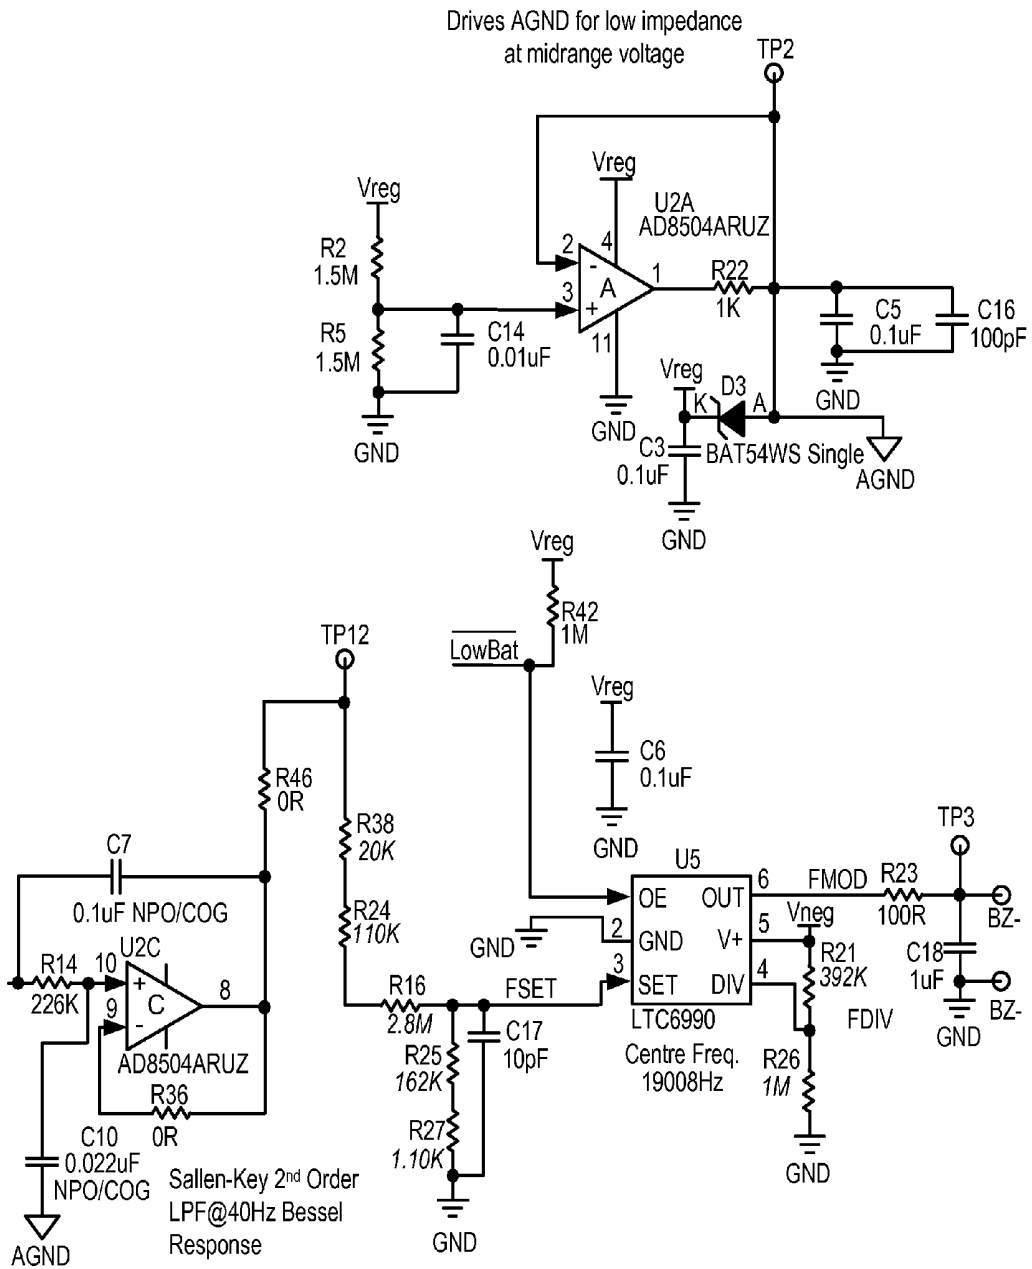 Drives AGND for low impedance
at midrange voltage
TP2
Vreg
Vreg
U2A
AD8504ARUZ
R2
1.5M
2
4
-
A
1
R22
1K
3
+
11
R5
1.5M
C14
0.01uF
C5
0.1uF
C16
100pF
GND
GND
GND
Vreg
D3
K
A
C3
0.1uF
BAT54WS Single
AGND
GND
Vreg
R42
1M
LowBat
TP12
Vreg
C6
0.1uF
GND
R46
0R
R38
20K
R24
110K
C7
0.1uF NPO/COG
U2C
R14
226K
10
+
9
-
C
8
AD8504ARUZ
R36
0R
C10
0.022uF
NPO/COG
AGND
Sallen-Key 2nd Order
LPF@40Hz Bessel
Response
R16
2.8M
FSET
R25
162K
C17
10pF
R27
1.10K
GND
U5
OE
OUT
6
FMOD
R23
100R
TP3
BZ-
GND
2
GND
V+
5
Vneg
3
SET
DIV
4
R21
392K
C18
1uF
GND
BZ-
LTC6990
FDIV
Centre Freq.
19008Hz
R26
1M
GND